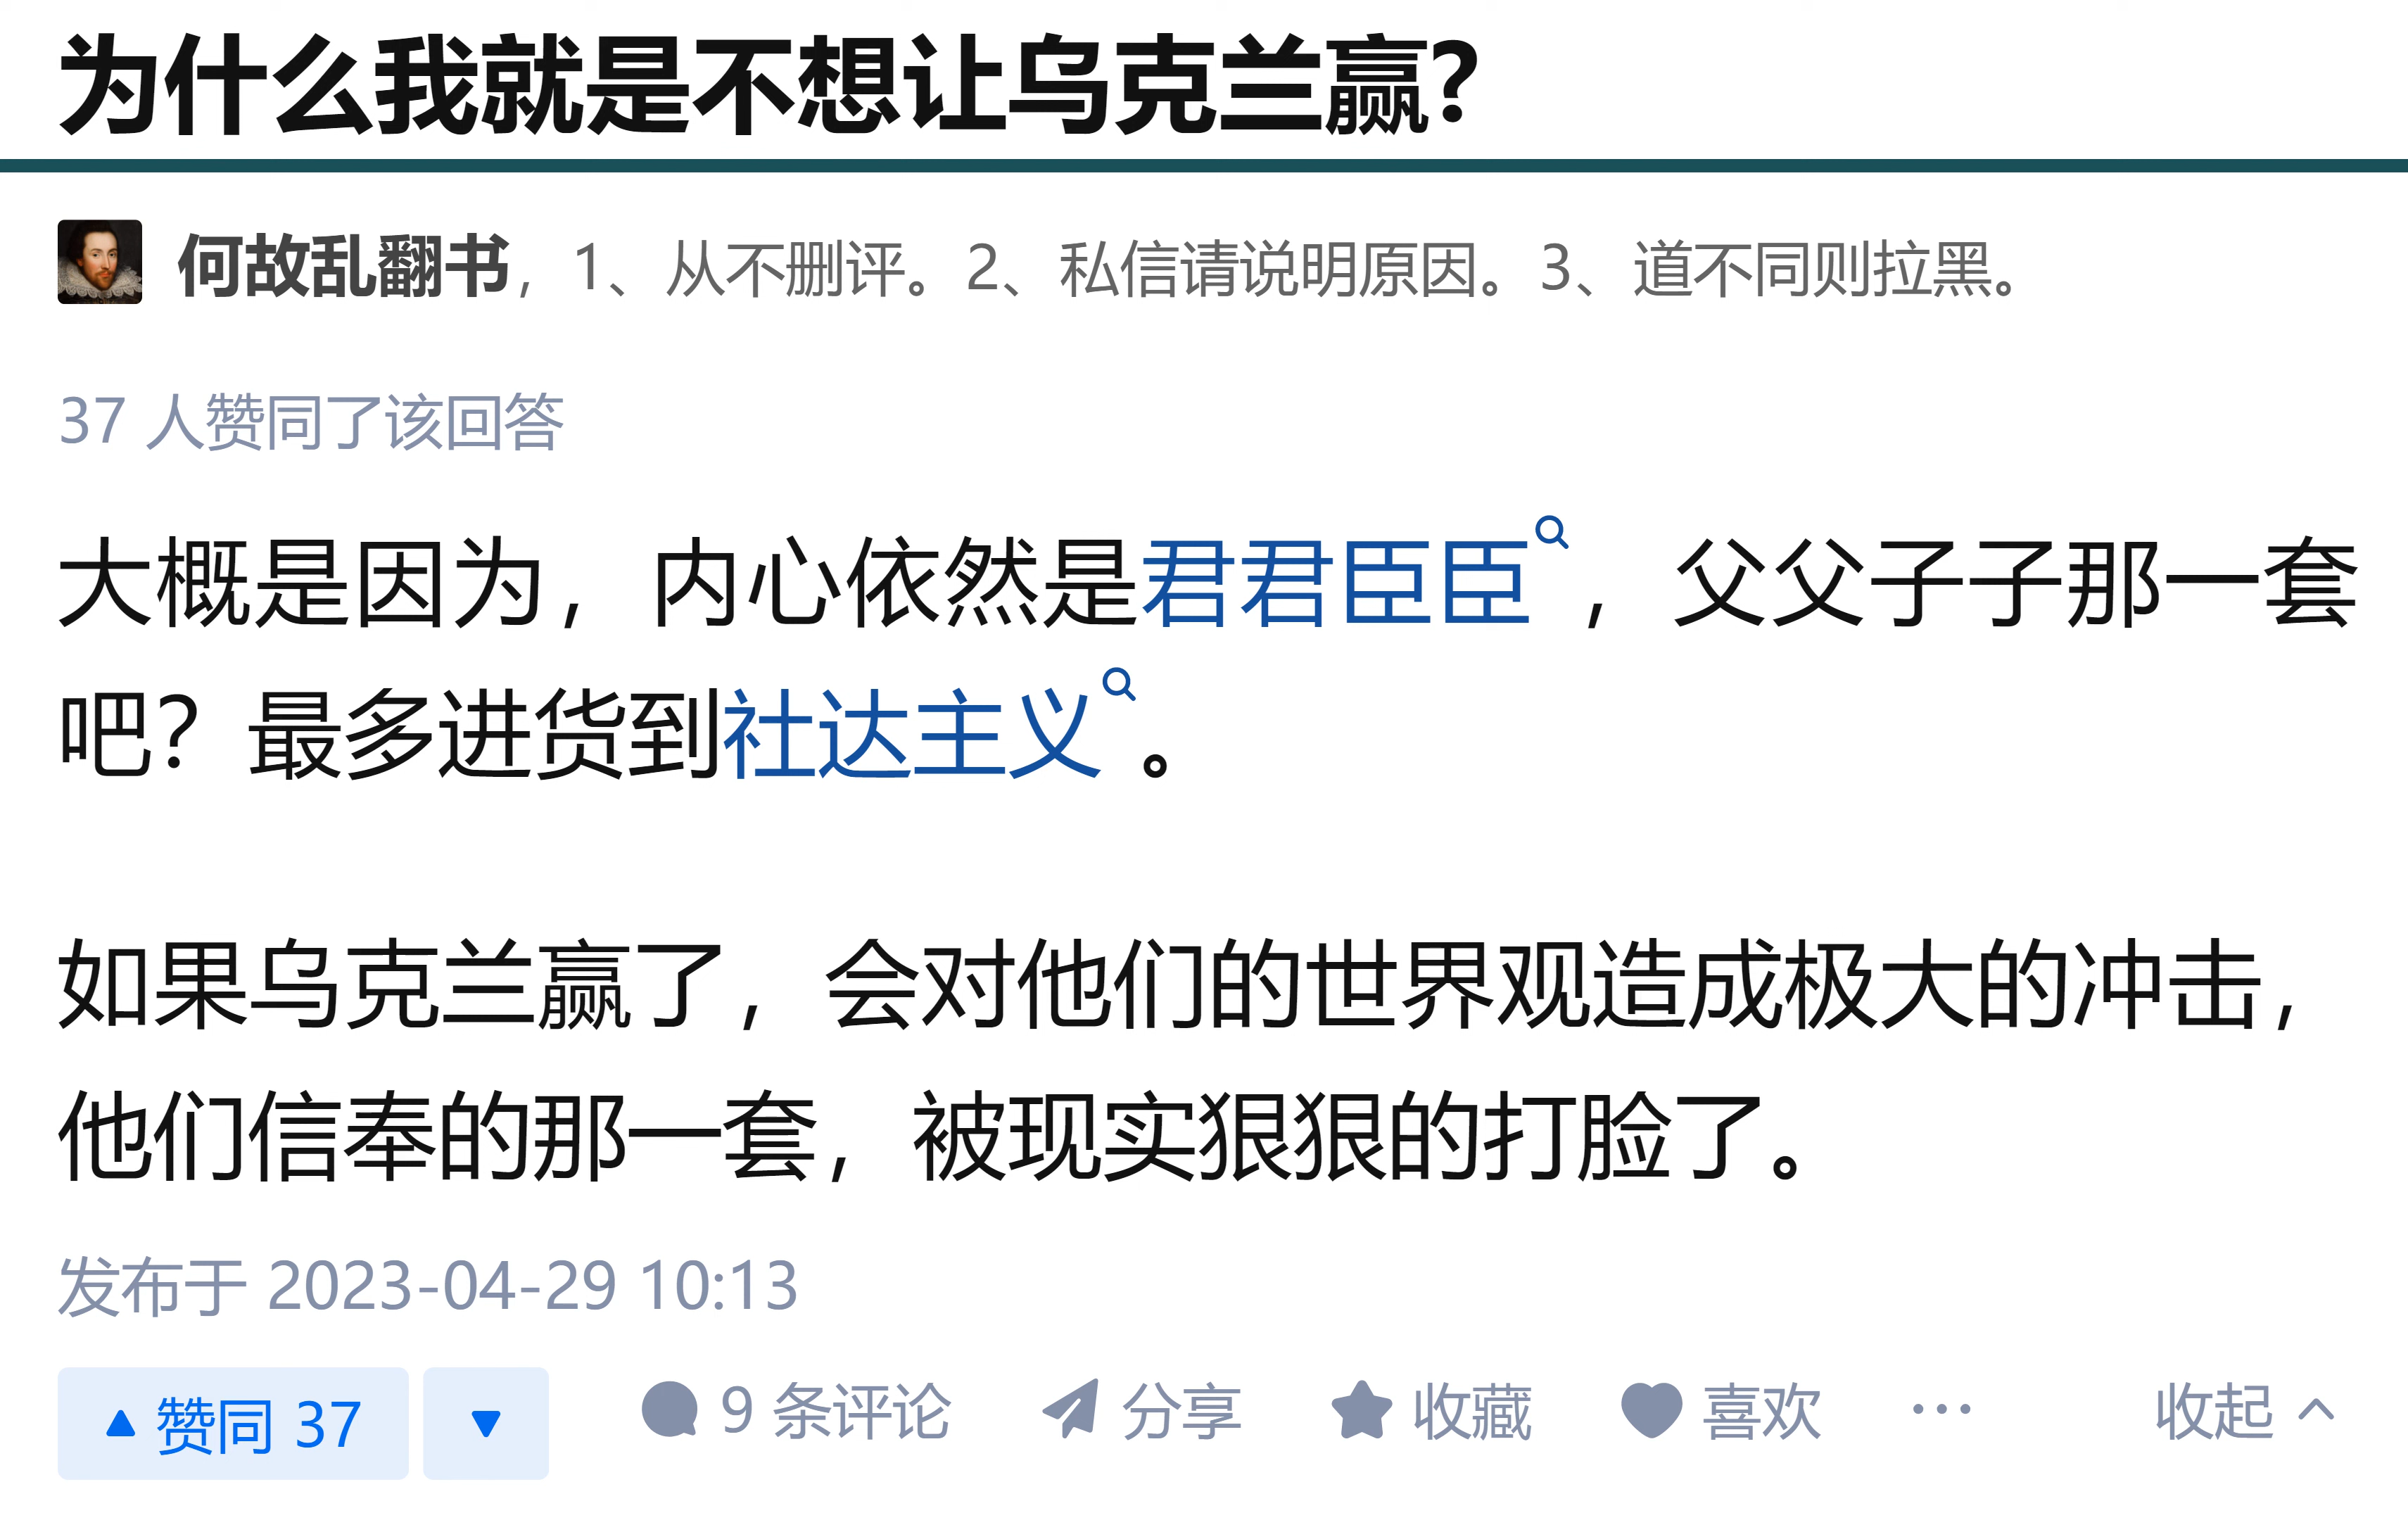 为什么我就是不想让乌克兰赢？
何故乱翻书，1、从不删评。2、私信请说明原因。3、道不同则拉黑。
37 人赞同了该回答
大概是因为，内心依然是君君臣臣，父父子子那一套
吧？最多进货到社达主义。
如果乌克兰赢了，会对他们的世界观造成极大的冲击，
他们信奉的那一套，被现实狠狠的打脸了。
发布于 2023-04-29 10:13
赞同 37 9 条评论 分享 收藏 喜欢 ··· 收起